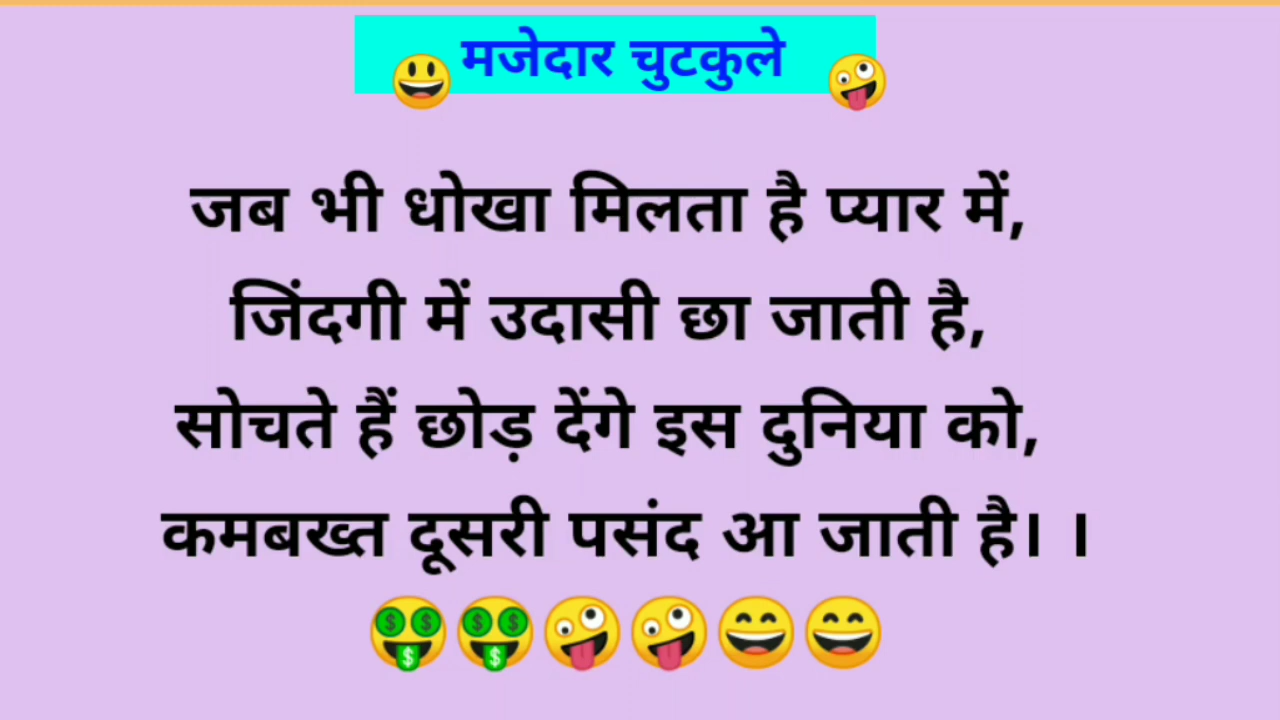 😃 मजेदार चुटकुले 🤪
जब भी धोखा मिलता है प्यार में,
जिंदगी में उदासी छा जाती है,
सोचते हैं छोड़ देंगे इस दुनिया को,
कमबख्त दूसरी पसंद आ जाती है। ।
🤑🤑🤪🤪😄😄